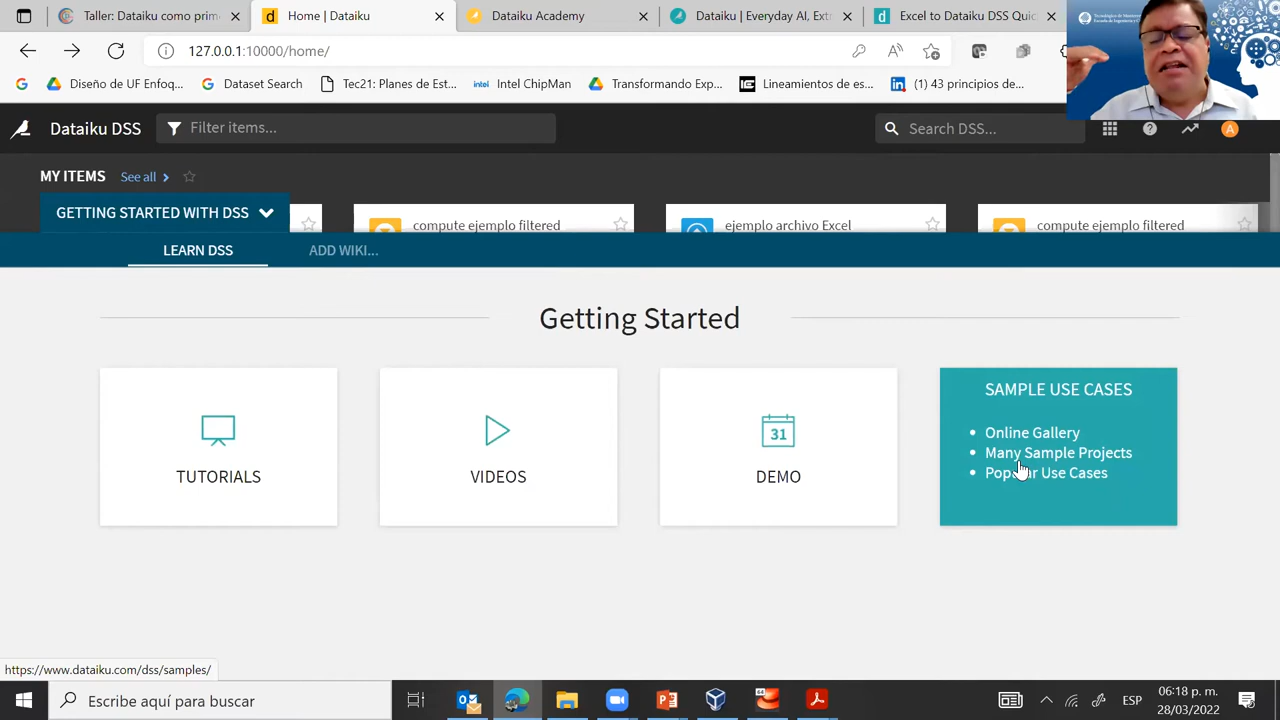 Taller: Dataiku como prim
Home | Dataiku
Dataiku Academy
Dataiku | Everyday AI, Ex
Excel to Dataiku DSS Quic
127.0.0.1:10000/home/
Diseño de UF Enfoq...
Dataset Search
Tec21: Planes de Est...
intel Intel ChipMan
Transformando Exp...
Lineamientos de es...
(1) 43 principios de...
Dataiku DSS
Filter items...
Search DSS...
A
MY ITEMS
See all
GETTING STARTED WITH DSS
compute ejemplo filtered
ejemplo archivo Excel
compute ejemplo filtered
LEARN DSS
ADD WIKI...
Getting Started
TUTORIALS
VIDEOS
31
DEMO
SAMPLE USE CASES
• Online Gallery
• Many Sample Projects
• Popular Use Cases
https://www.dataiku.com/dss/samples/
Escribe aquí para buscar
ESP
06:18 p. m.
28/03/2022